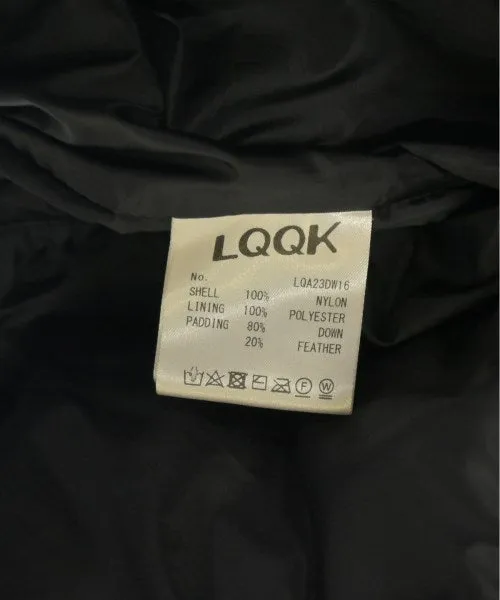 LQQK
No. LQA23DW16
SHELL 100% NYLON
LINING 100% POLYESTER
PADDING 80% DOWN
20% FEATHER
F W